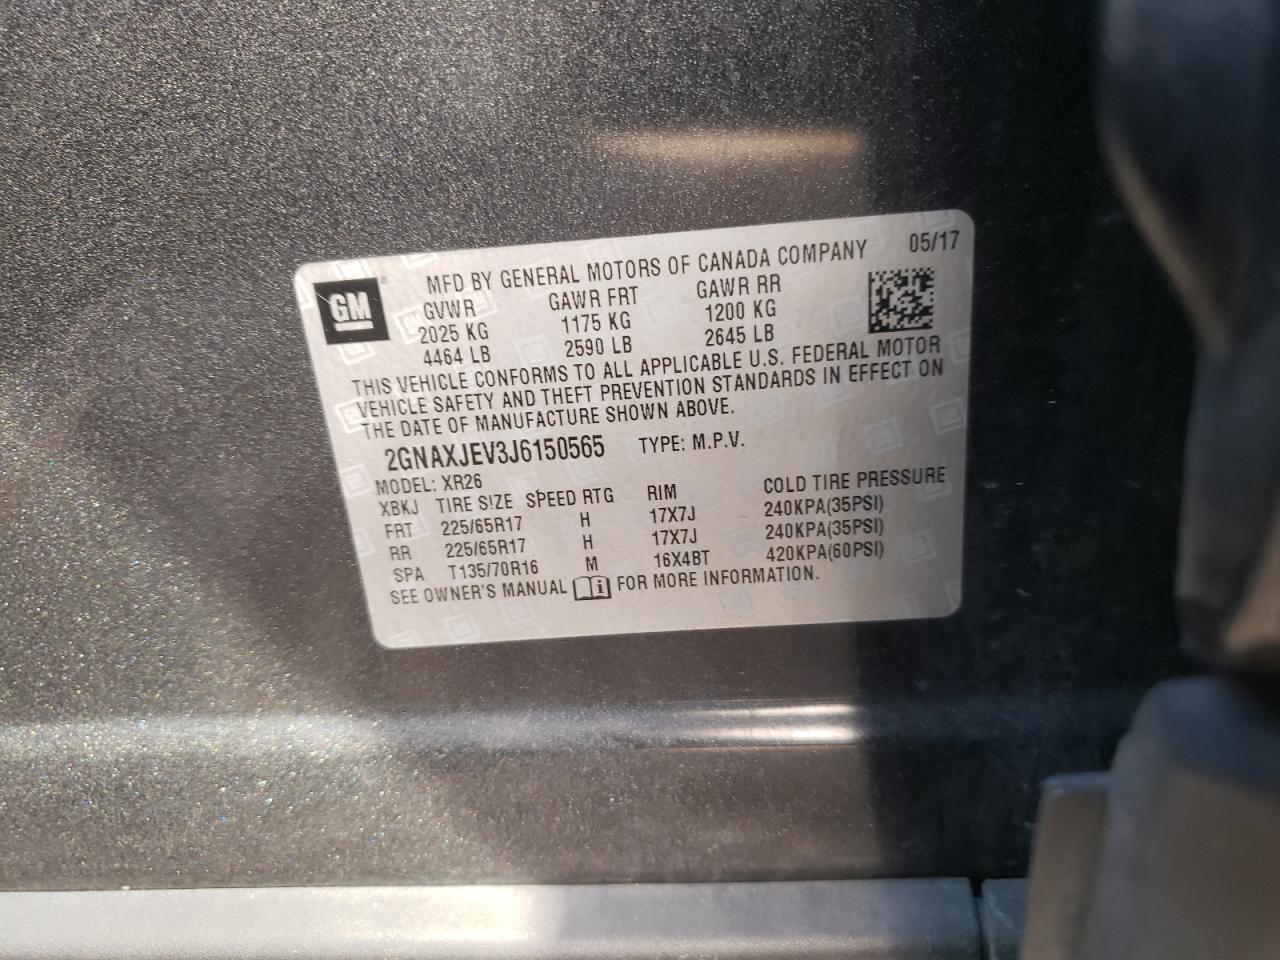 GM
MFD BY GENERAL MOTORS OF CANADA COMPANY 05/17
GVWR GAWR FRT GAWR RR
2025 KG 1175 KG 1200 KG
4464 LB 2590 LB 2645 LB
THIS VEHICLE CONFORMS TO ALL APPLICABLE U.S. FEDERAL MOTOR
VEHICLE SAFETY AND THEFT PREVENTION STANDARDS IN EFFECT ON
THE DATE OF MANUFACTURE SHOWN ABOVE.
2GNAXJEV3J6150565 TYPE: M.P.V.
MODEL: XR26
XBKJ TIRE SIZE SPEED RTG RIM COLD TIRE PRESSURE
FRT 225/65R17 H 17X7J 240KPA(35PSI)
RR 225/65R17 H 17X7J 240KPA(35PSI)
SPA T135/70R16 M 16X4BT 420KPA(60PSI)
SEE OWNER'S MANUAL FOR MORE INFORMATION.